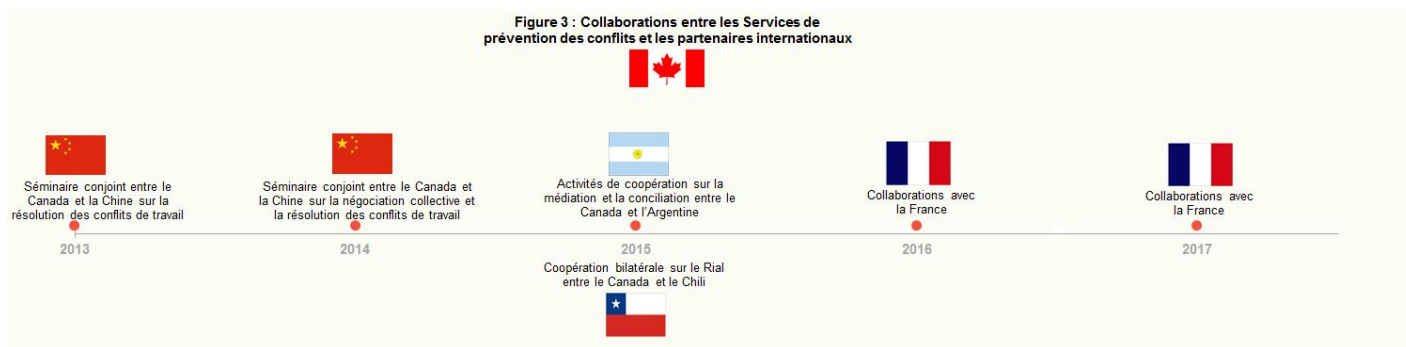 Figure 3 : Collaborations entre les Services de
prévention des conflits et les partenaires internationaux
Séminaire conjoint entre le
Canada et la Chine sur la
résolution des conflits de travail
2013
Séminaire conjoint entre le Canada et
la Chine sur la négociation collective et
la résolution des conflits de travail
2014
Activités de coopération sur la
médiation et la conciliation entre le
Canada et l'Argentine
2015
Coopération bilatérale sur le Rial
entre le Canada et le Chili
Collaborations avec
la France
2016
Collaborations avec
la France
2017